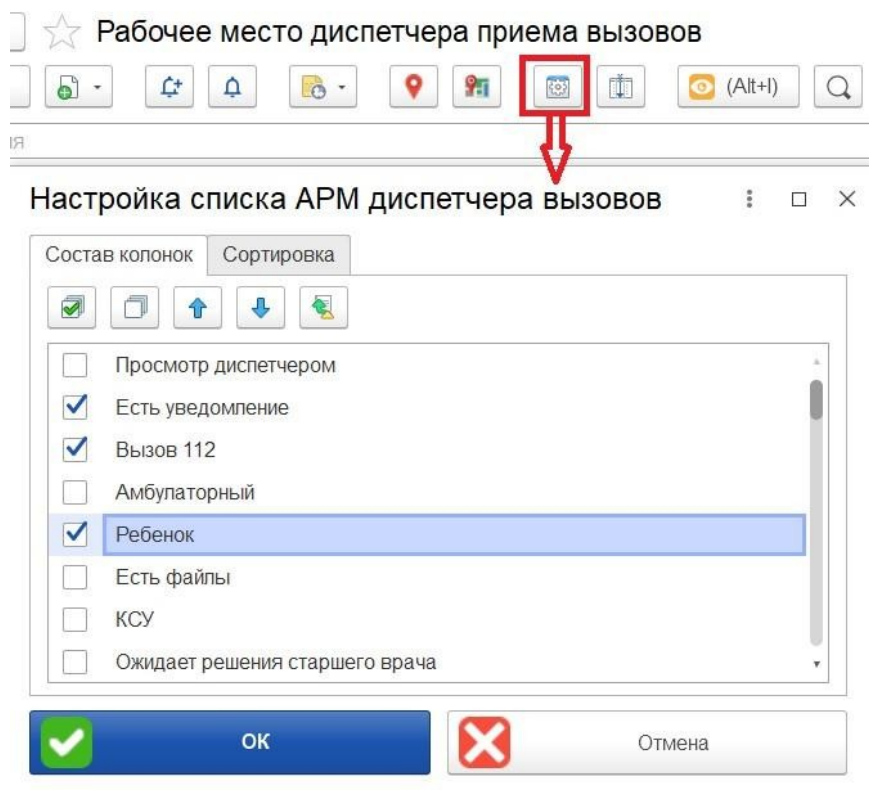 Рабочее место диспетчера приема вызовов
(Alt+I)
ия
Настройка списка АРМ диспетчера вызовов
Состав колонок
Сортировка
Просмотр диспетчером
Есть уведомление
Вызов 112
Амбулаторный
Ребенок
Есть файлы
КСУ
Ожидает решения старшего врача
ОК
Отмена